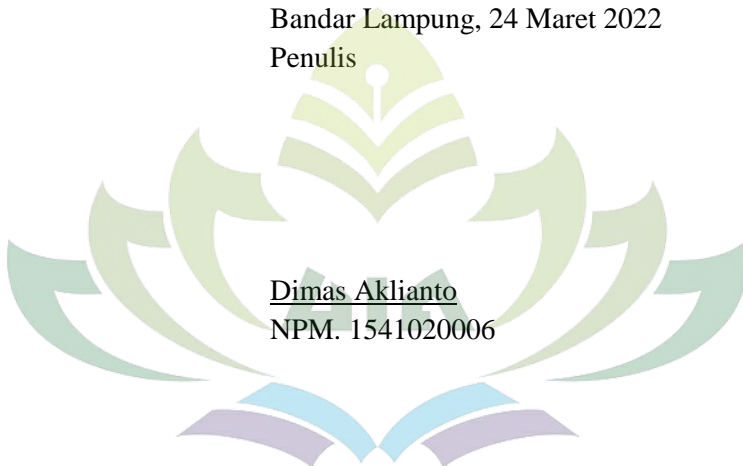 Bandar Lampung, 24 Maret 2022
Penulis
Dimas Aklianto
NPM. 1541020006